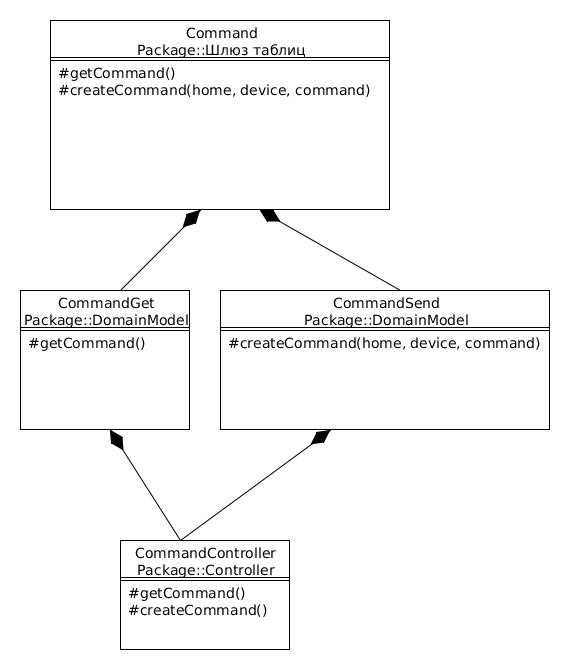 Command
Package::Шлюз таблиц
#getCommand()
#createCommand(home, device, command)
CommandGet
Package::DomainModel
#getCommand()
CommandSend
Package::DomainModel
#createCommand(home, device, command)
CommandController
Package::Controller
#getCommand()
#createCommand()